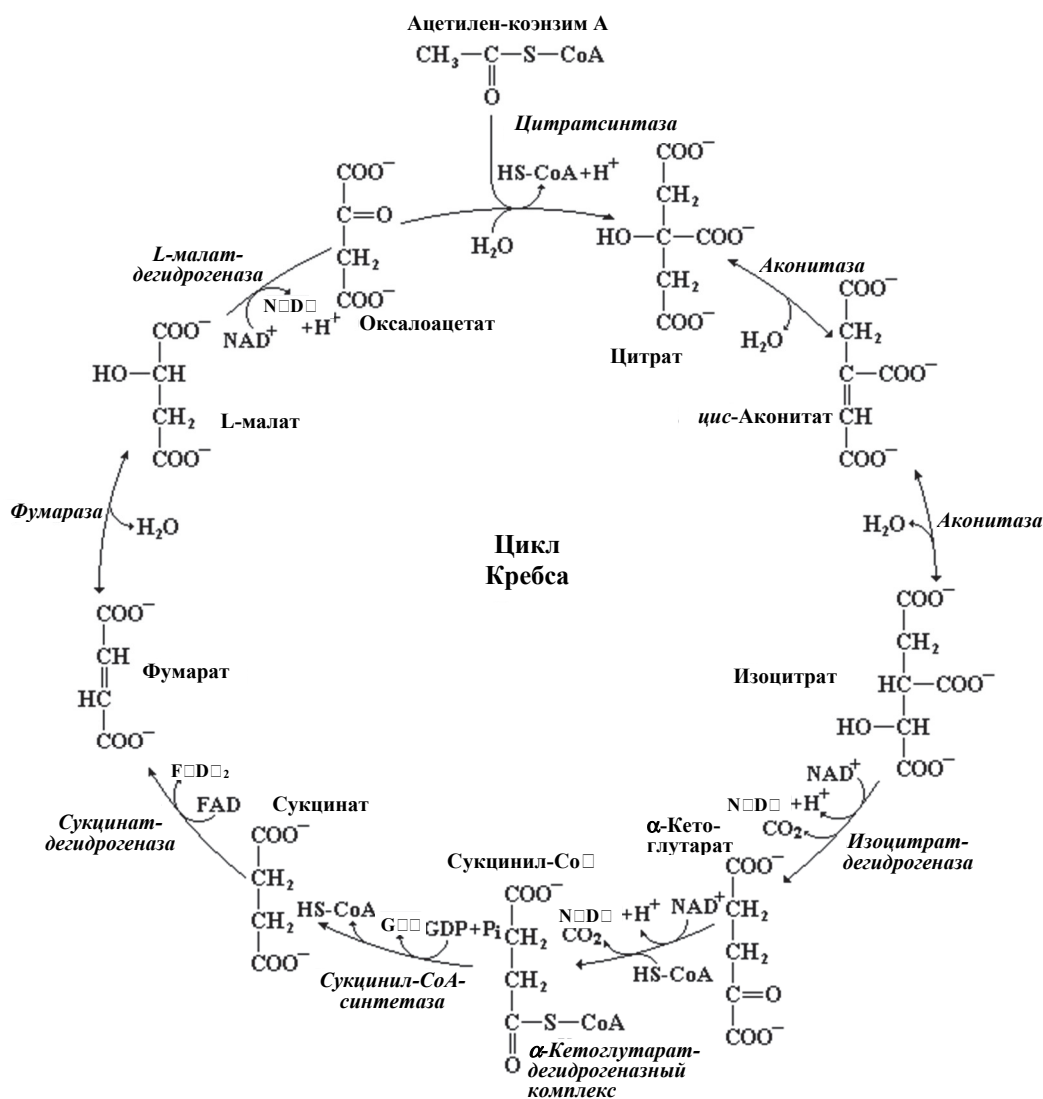 Ацетилен-коэнзим А
CH₃—C—S—CoA
O
Цитратсинтаза
HS-CoA+H⁺
H₂O
COO⁻
C=O
CH₂
COO⁻
Оксалоацетат
COO⁻
CH₂
HO—C—COO⁻
CH₂
COO⁻
Цитрат
Аконитаза
H₂O
COO⁻
CH₂
C—COO⁻
CH
COO⁻
цис-Аконитат
Аконитаза
H₂O
COO⁻
CH₂
HC—COO⁻
HO—CH
COO⁻
Изоцитрат
NAD⁺
N□D□ +H⁺
CO₂
Изоцитрат-
дегидрогеназа
α-Кето-
глутарат
COO⁻
CH₂
CH₂
C=O
COO⁻
NAD⁺
N□D□ +H⁺
CO₂
HS-CoA
α-Кетоглутарат-
дегидрогеназный
комплекс
Сукцинил-Co□
COO⁻
CH₂
CH₂
C—S—CoA
O
GDP+Pi
G□□
HS-CoA
Сукцинил-СоА-
синтетаза
Сукцинат
COO⁻
CH₂
CH₂
COO⁻
FAD
F□D□₂
Сукцинат-
дегидрогеназа
COO⁻
CH
HC
COO⁻
Фумарат
Фумараза
H₂O
COO⁻
HO—CH
CH₂
COO⁻
L-малат
L-малат-
дегидрогеназа
NAD⁺
N□D□ +H⁺
Цикл
Кребса